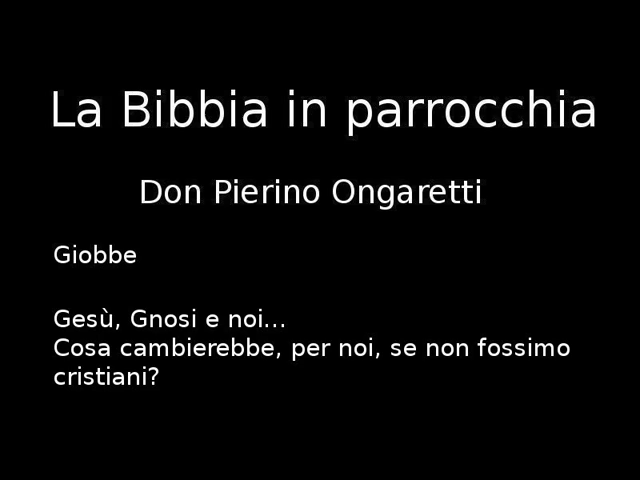 La Bibbia in parrocchia
Don Pierino Ongaretti
Giobbe
Gesù, Gnosi e noi...
Cosa cambierebbe, per noi, se non fossimo
cristiani?